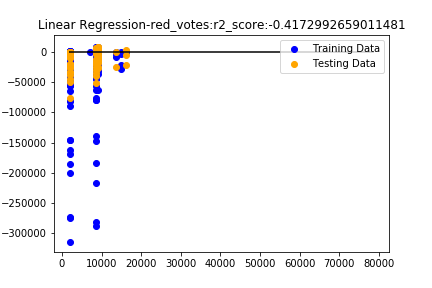 Linear Regression-red_votes:r2_score:-0.4172992659011481
Training Data
Testing Data
0
−50000
−100000
−150000
−200000
−250000
−300000
0 10000 20000 30000 40000 50000 60000 70000 80000